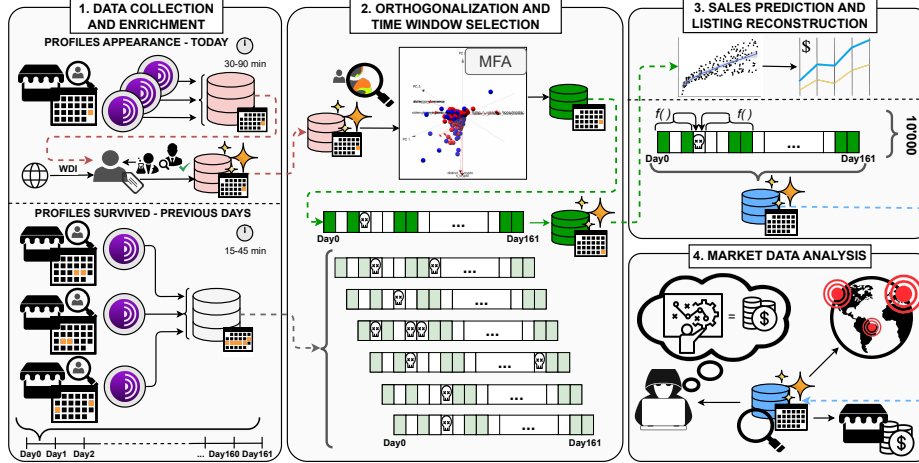 1. DATA COLLECTION
AND ENRICHMENT
PROFILES APPEARANCE - TODAY
30-90 min
WDI
PROFILES SURVIVED - PREVIOUS DAYS
15-45 min
Day0 Day1 Day2 ... Day160 Day161
2. ORTHOGONALIZATION AND
TIME WINDOW SELECTION
MFA
...
Day0 Day161
...
...
...
...
...
...
Day0 Day161
3. SALES PREDICTION AND
LISTING RECONSTRUCTION
$
f() f()
...
Day0 Day161
10'000
4. MARKET DATA ANALYSIS
= $
$